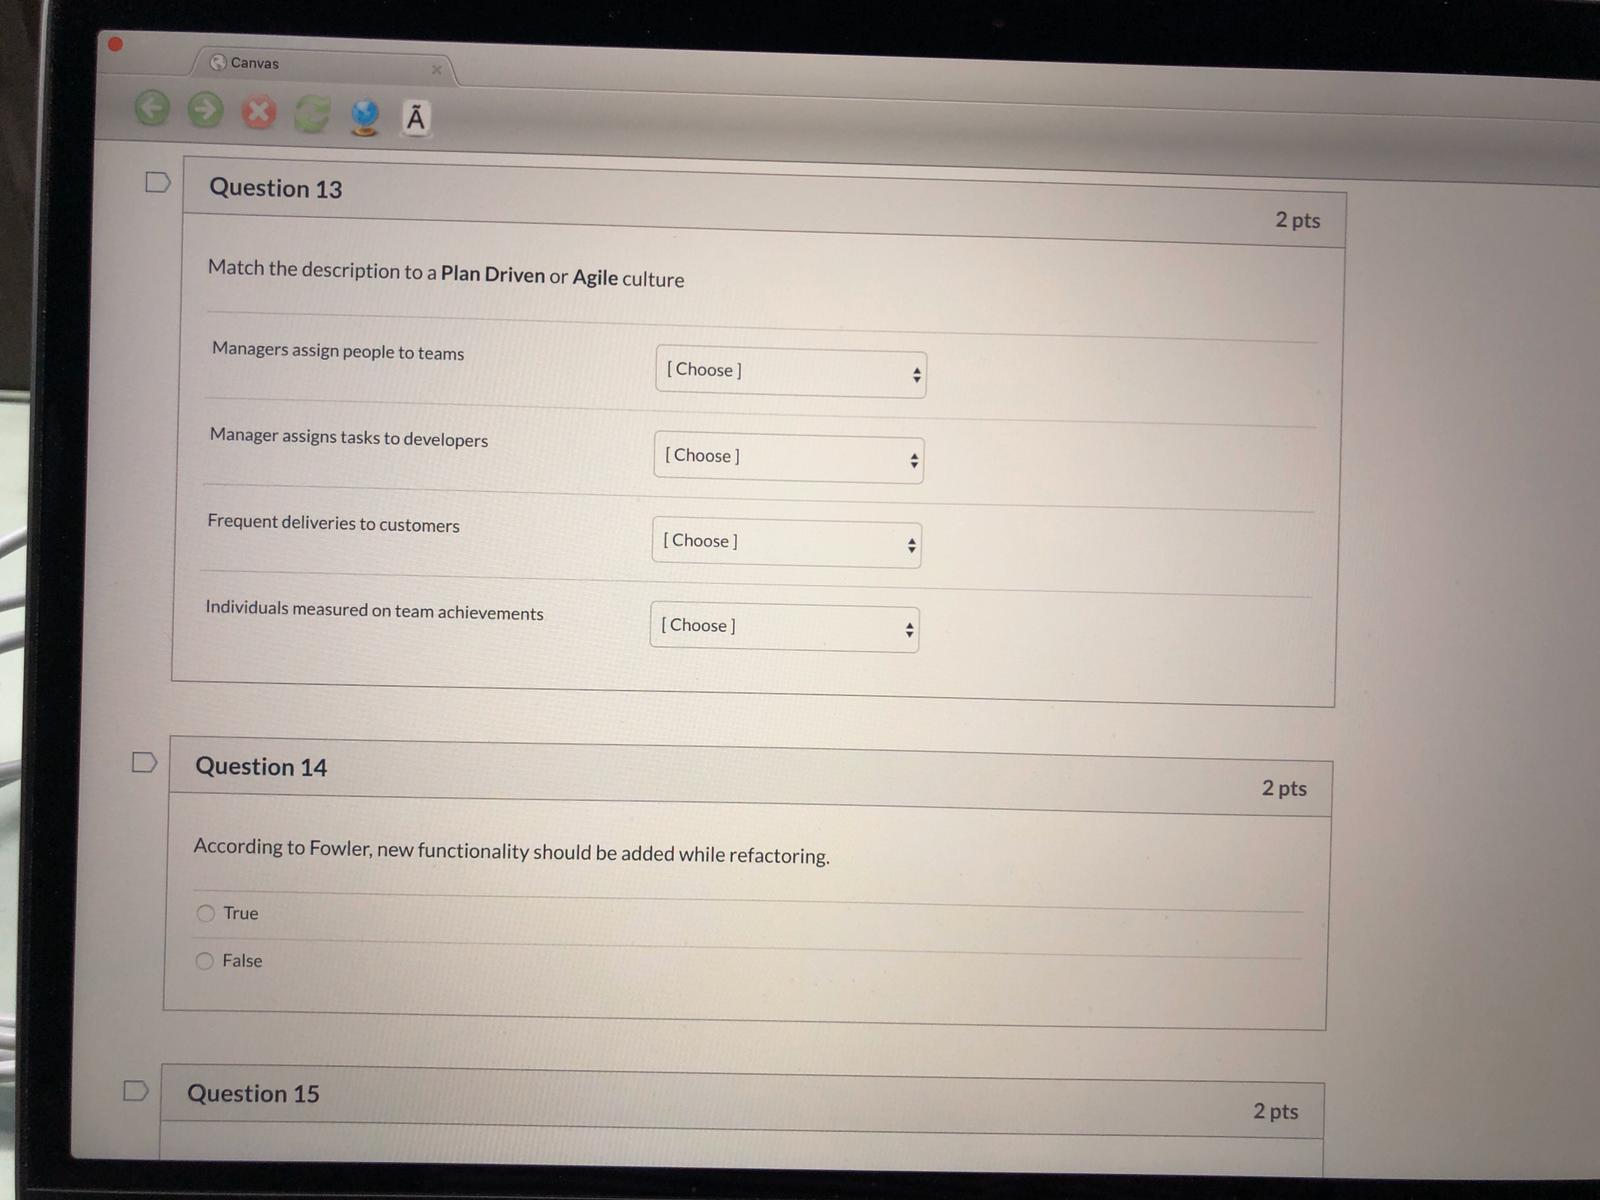 Canvas
Ã
Question 13
2 pts
Match the description to a Plan Driven or Agile culture
Managers assign people to teams
[ Choose ]
Manager assigns tasks to developers
[ Choose ]
Frequent deliveries to customers
[ Choose ]
Individuals measured on team achievements
[ Choose ]
Question 14
2 pts
According to Fowler, new functionality should be added while refactoring.
True
False
Question 15
2 pts